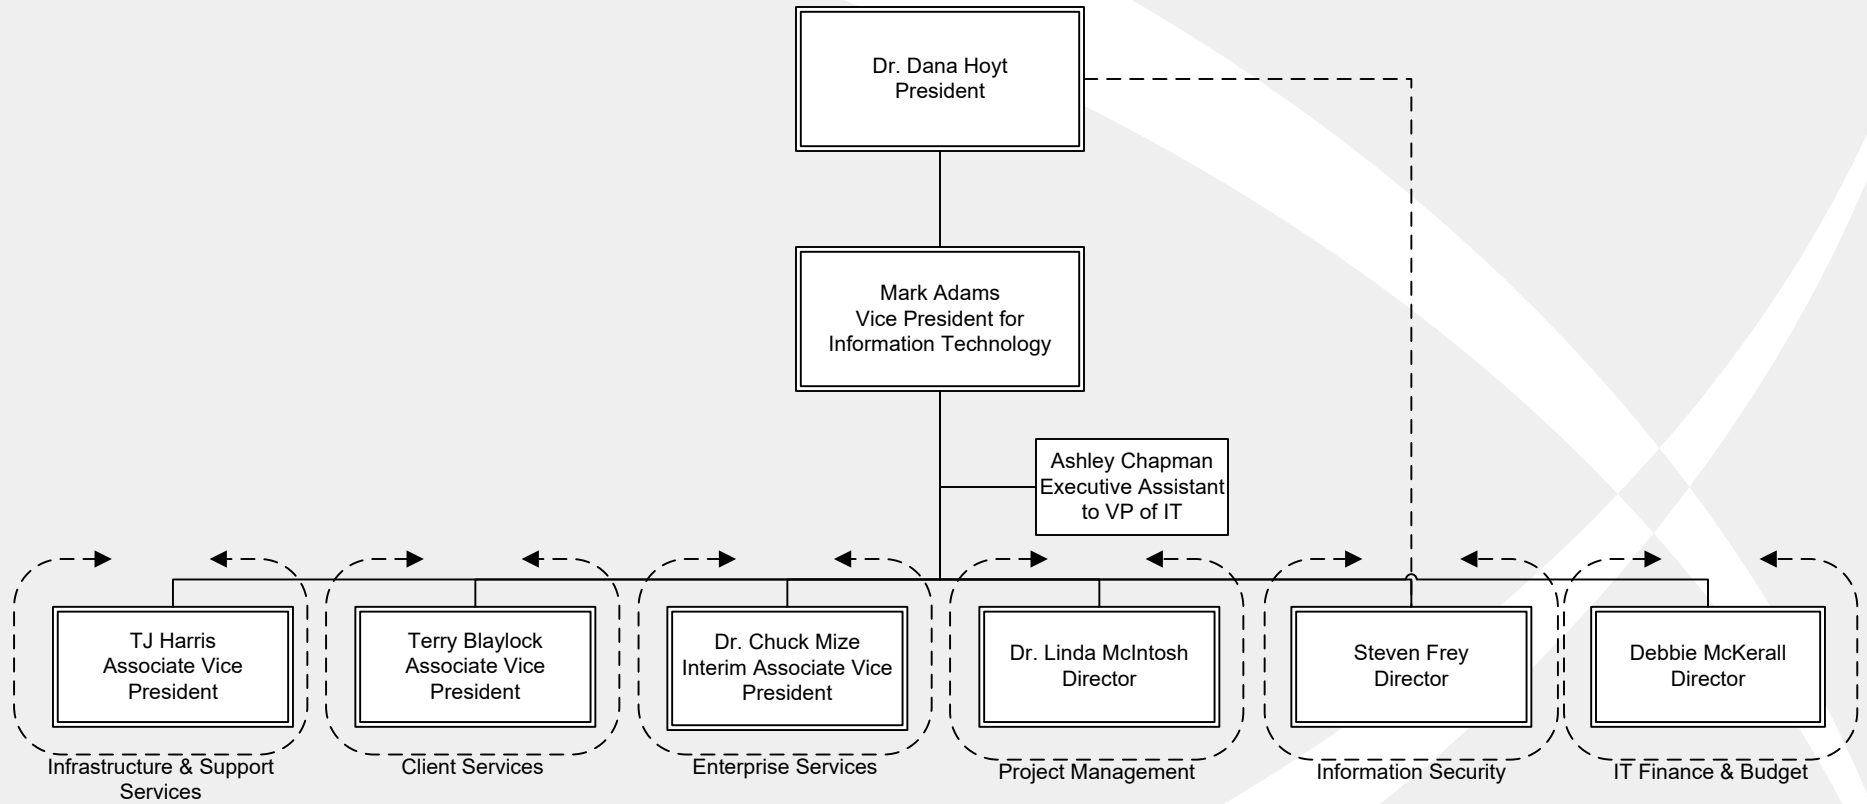 Dr. Dana Hoyt
President
Mark Adams
Vice President for
Information Technology
Ashley Chapman
Executive Assistant
to VP of IT
TJ Harris
Associate Vice
President
Terry Blaylock
Associate Vice
President
Dr. Chuck Mize
Interim Associate Vice
President
Dr. Linda McIntosh
Director
Steven Frey
Director
Debbie McKerall
Director
Infrastructure & Support
Services
Client Services
Enterprise Services
Project Management
Information Security
IT Finance & Budget